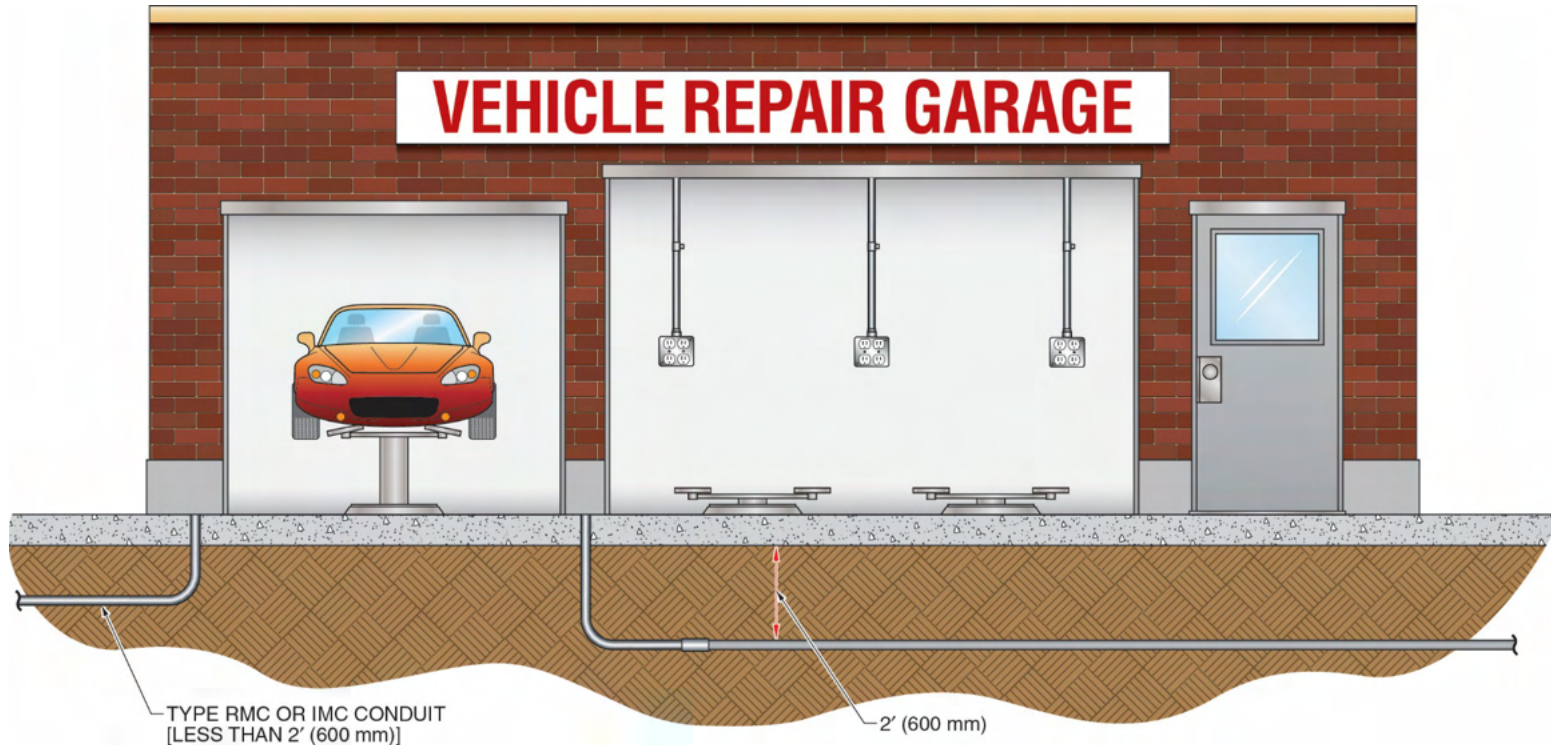 VEHICLE REPAIR GARAGE
TYPE RMC OR IMC CONDUIT
[LESS THAN 2′ (600 mm)]
2′ (600 mm)